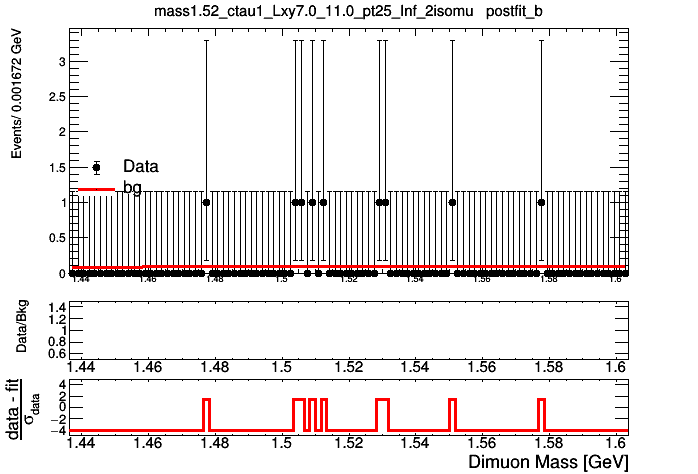 mass1.52_ctau1_Lxy7.0_11.0_pt25_Inf_2isomu postfit_b
Events/ 0.001672 GeV
3
2.5
2
1.5
1
0.5
0
Data
bg
1.44 1.46 1.48 1.5 1.52 1.54 1.56 1.58 1.6
Data/Bkg
1.4
1.2
1
0.8
0.6
1.44 1.46 1.48 1.5 1.52 1.54 1.56 1.58 1.6
data - fit
σdata
4
2
0
−2
−4
1.44 1.46 1.48 1.5 1.52 1.54 1.56 1.58 1.6
Dimuon Mass [GeV]